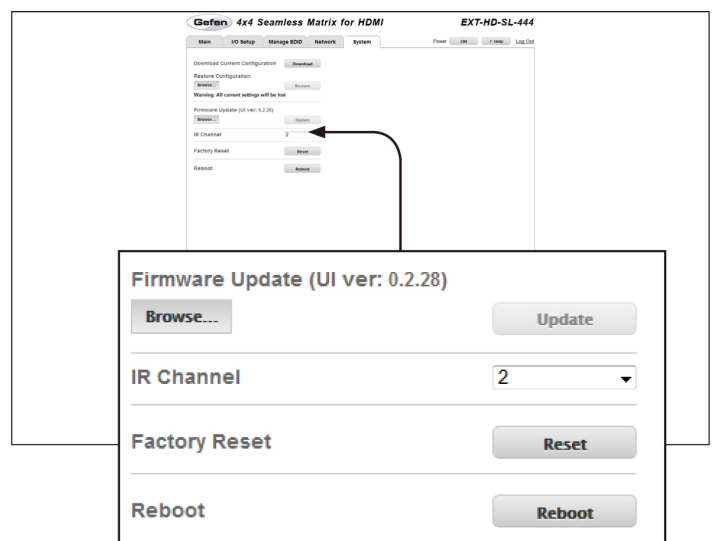 Gefen 4x4 Seamless Matrix for HDMI EXT-HD-SL-444
Main I/O Setup Manage EDID Network System Power ON ? Help Log Out
Download Current Configuration Download
Restore Configuration
Browse... Restore
Warning: All current settings will be lost
Firmware Update (UI ver: 0.2.28)
Browse... Update
IR Channel 2
Factory Reset Reset
Reboot Reboot
Firmware Update (UI ver: 0.2.28)
Browse... Update
IR Channel 2
Factory Reset Reset
Reboot Reboot